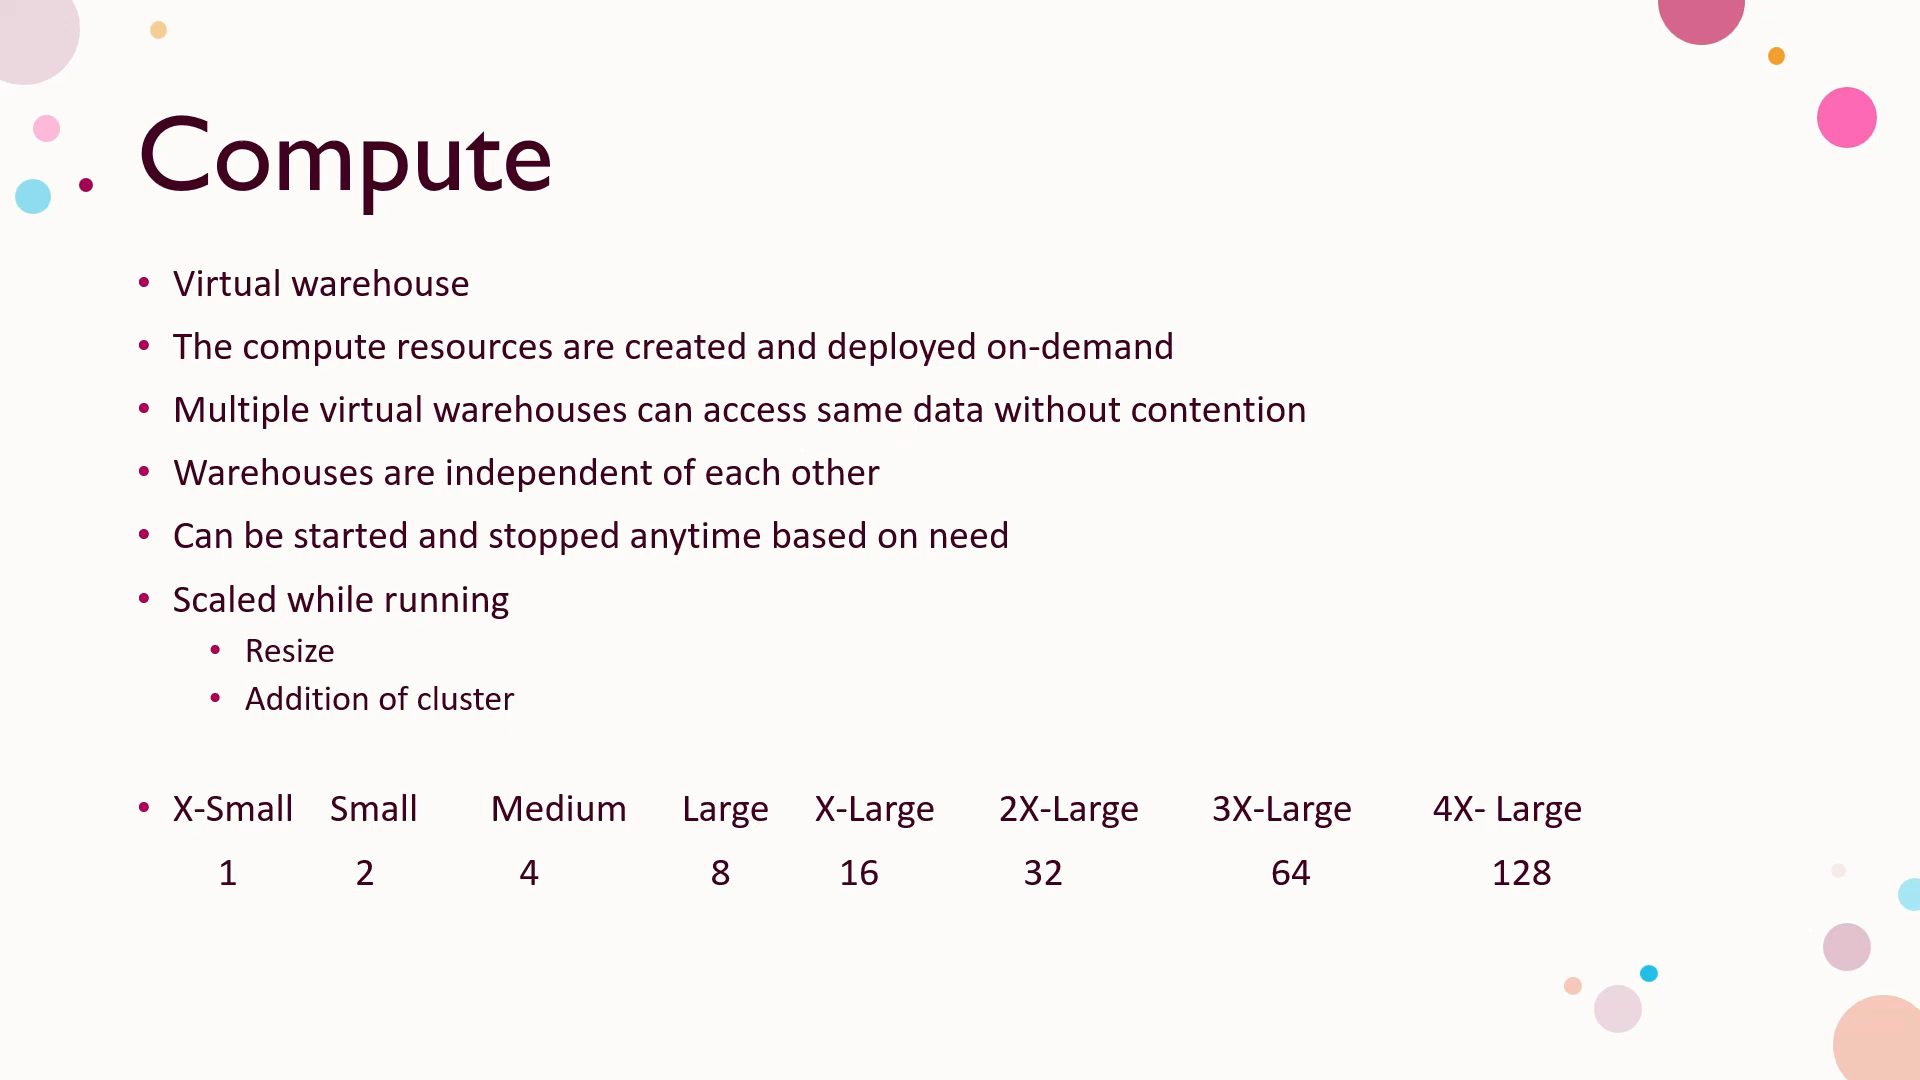 Compute
• Virtual warehouse
• The compute resources are created and deployed on-demand
• Multiple virtual warehouses can access same data without contention
• Warehouses are independent of each other
• Can be started and stopped anytime based on need
• Scaled while running
• Resize
• Addition of cluster
• X-Small Small Medium Large X-Large 2X-Large 3X-Large 4X- Large
1 2 4 8 16 32 64 128